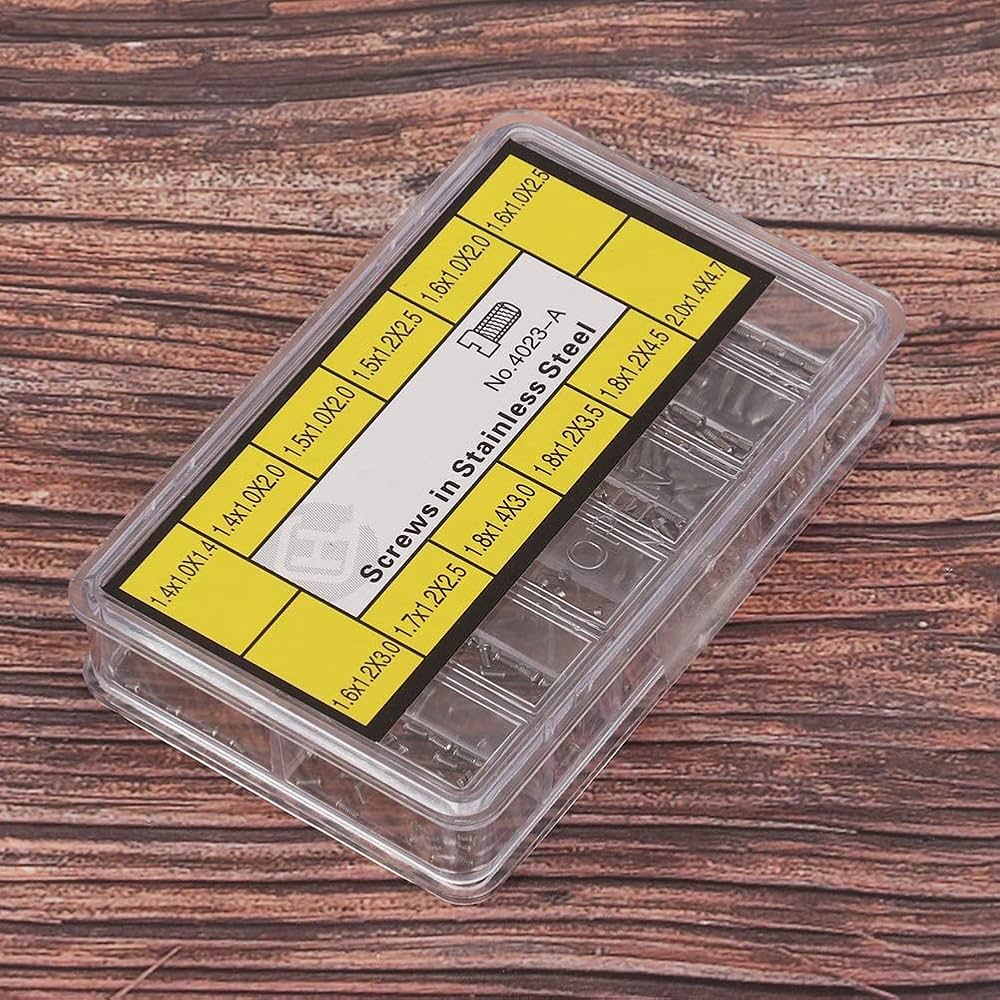 1.4x1.0X1.4
1.4x1.0X2.0
1.5x1.0X2.0
1.5x1.2X2.5
1.6x1.0X2.0
1.6x1.0X2.5
No.4023-A
Screws in Stainless Steel
1.6x1.2X3.0
1.7x1.2X2.5
1.8x1.4X3.0
1.8x1.2X3.5
1.8x1.2X4.5
2.0x1.4X4.7